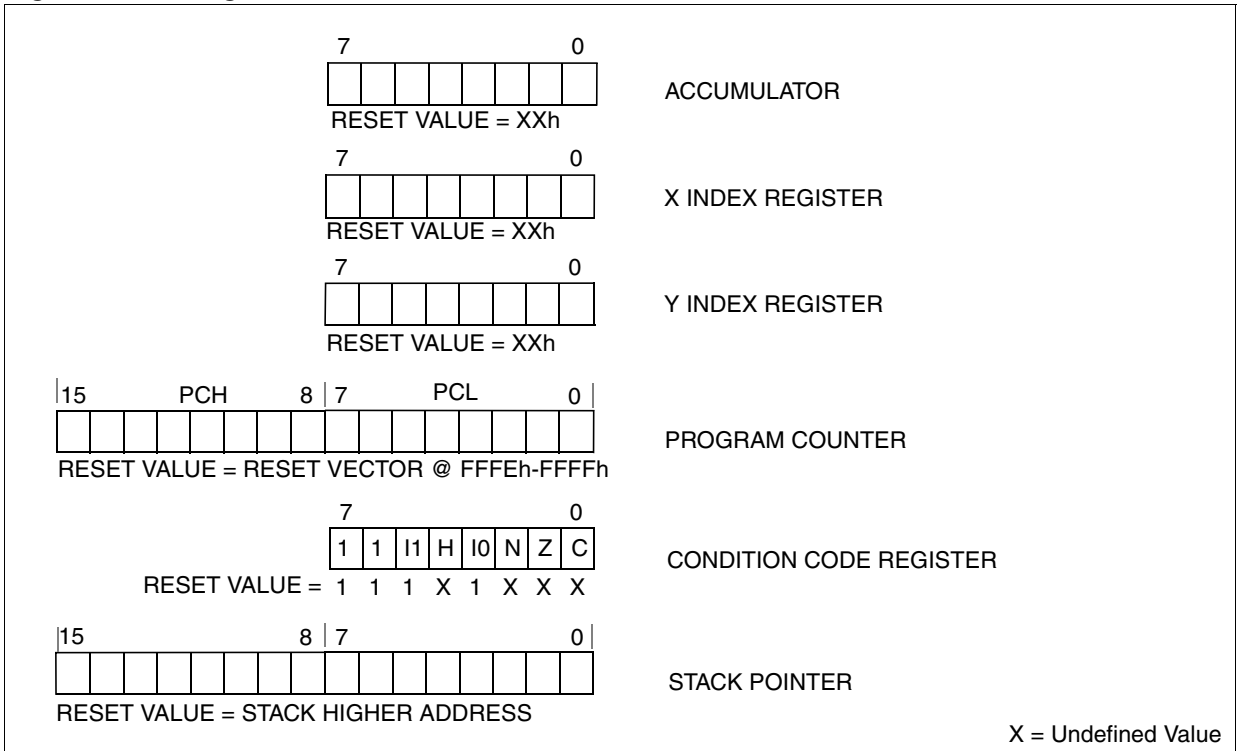 7 0
ACCUMULATOR
RESET VALUE = XXh
7 0
X INDEX REGISTER
RESET VALUE = XXh
7 0
Y INDEX REGISTER
RESET VALUE = XXh
15 PCH 8 7 PCL 0
PROGRAM COUNTER
RESET VALUE = RESET VECTOR @ FFFEh-FFFFh
7 0
1 1 I1 H I0 N Z C
CONDITION CODE REGISTER
RESET VALUE = 1 1 1 X 1 X X X
15 8 7 0
STACK POINTER
RESET VALUE = STACK HIGHER ADDRESS
X = Undefined Value